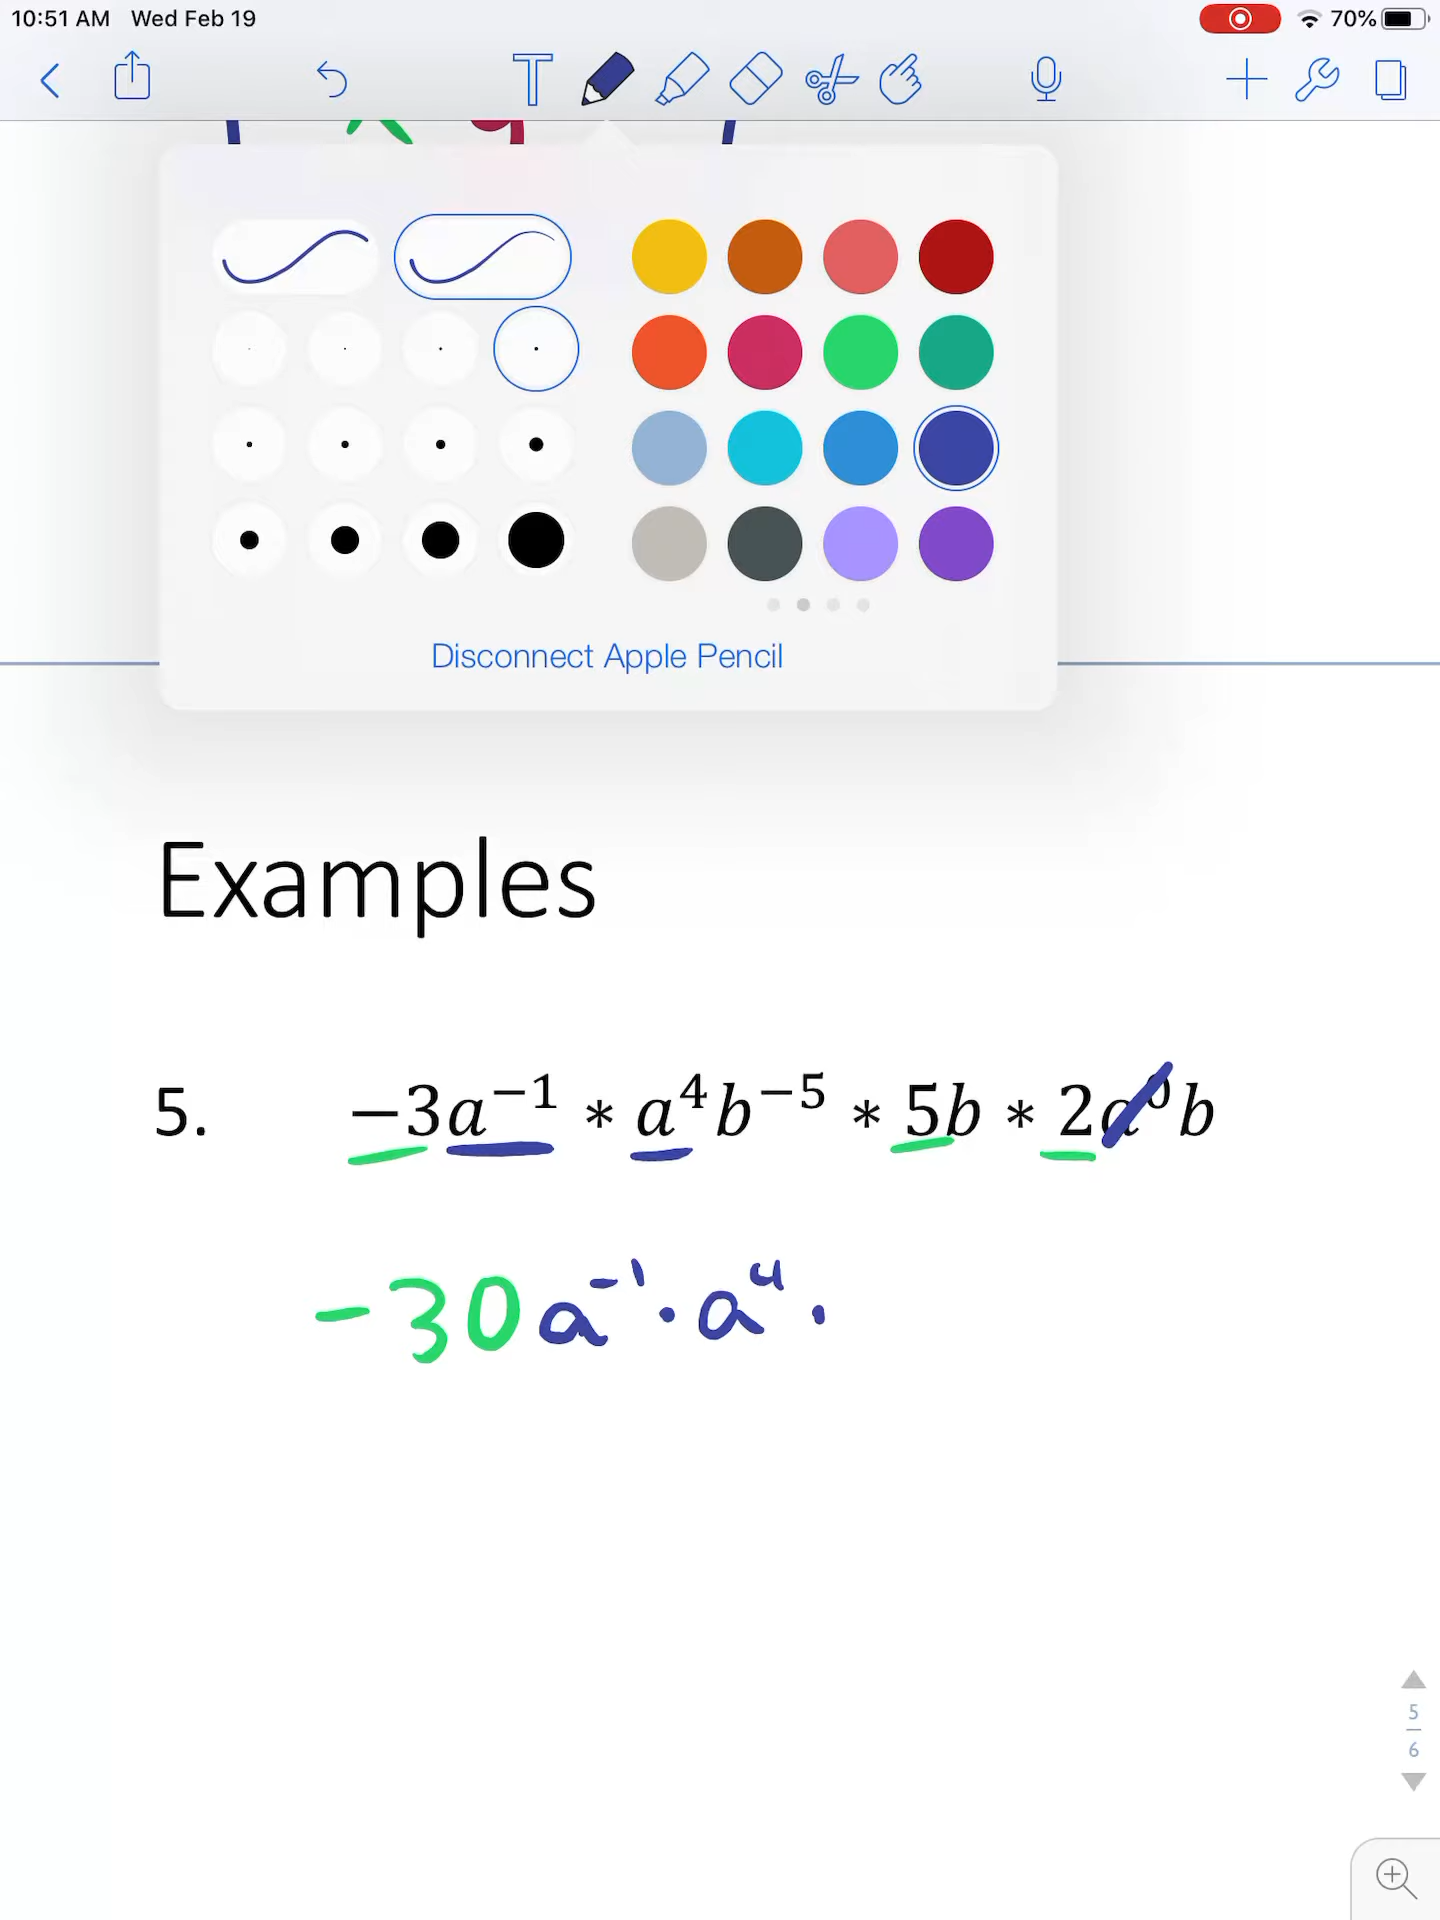 10:51 AM Wed Feb 19 70%
T
Disconnect Apple Pencil
Examples
5. −3a⁻¹ * a⁴b⁻⁵ * 5b * 2a⁰b
-30a⁻¹·a⁴·
5
6